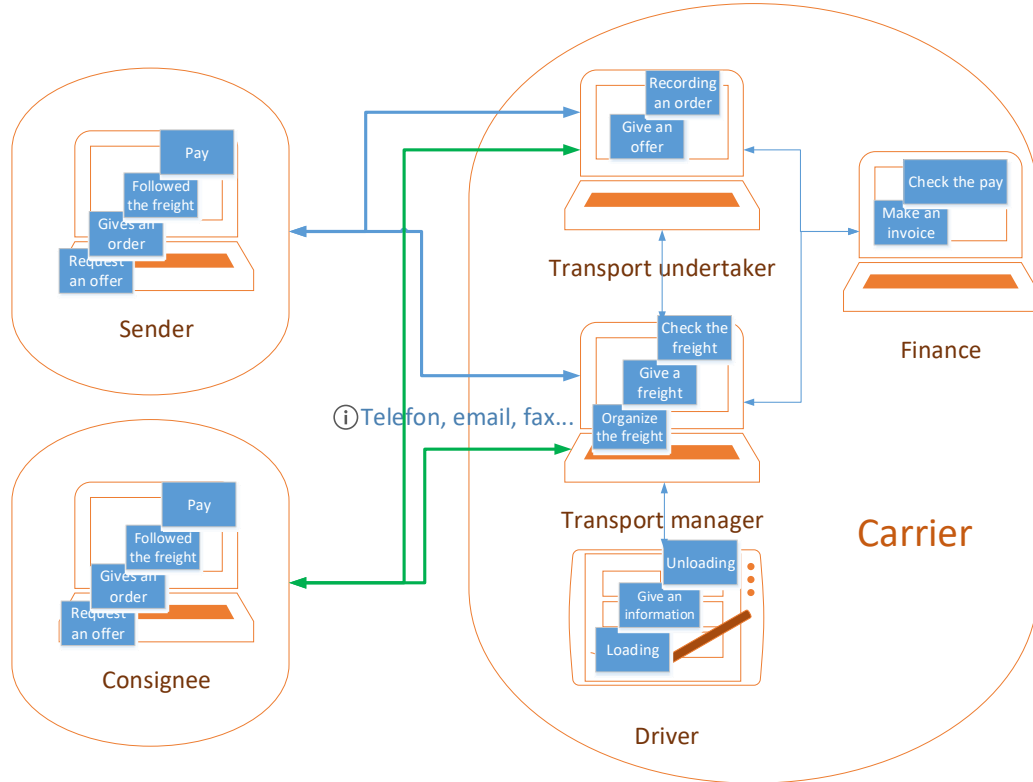 Pay
Followed
the freight
Gives an
order
Request
an offer
Sender
Pay
Followed
the freight
Gives an
order
Request
an offer
Consignee
ⓘ Telefon, email, fax...
Recording
an order
Give an
offer
Transport undertaker
Check the
freight
Give a
freight
Organize
the freight
Transport manager
Unloading
Give an
information
Loading
Driver
Check the pay
Make an
invoice
Finance
Carrier